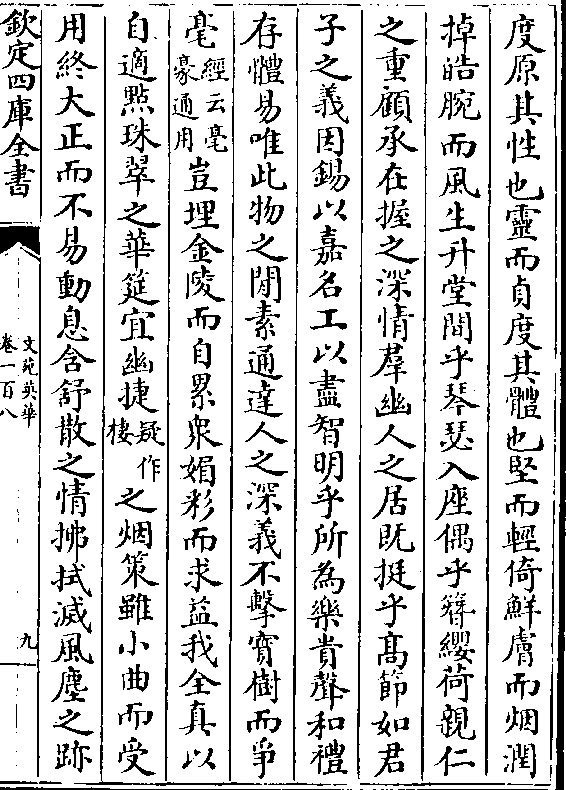 度原其性也靈而貞度其體也堅而輕倚鮮膚而烟潤
掉皓腕而風生升堂間乎琴瑟入座偶乎簪纓荷親仁
之重顧承在握之深情羣幽人之居既挺乎高節如君
子之義因錫以嘉名工以盡智明乎所為樂貴聲和禮
存體易唯此物之閒素通達人之深義不擊寳樹而爭
毫經云毫豪通用豈埋金陵而自累衆媚彩而求益我全真以
自適點珠翠之華筵宜幽捷疑作棲之烟策雖小曲而受
用終大正而不易動息含舒散之情拂拭滅風塵之跡
欽定四庫全書
文苑英華
卷一百八
九